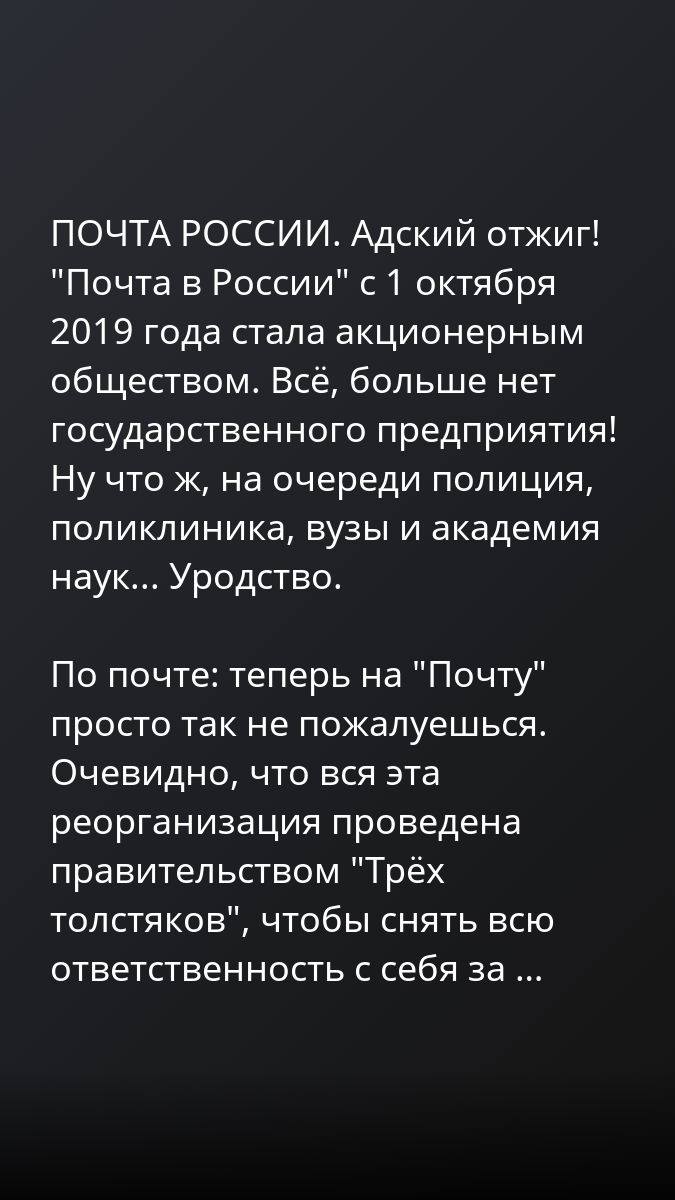 ПОЧТА РОССИИ. Адский отжиг!
"Почта в России" с 1 октября
2019 года стала акционерным
обществом. Всё, больше нет
государственного предприятия!
Ну что ж, на очереди полиция,
поликлиника, вузы и академия
наук... Уродство.
По почте: теперь на "Почту"
просто так не пожалуешься.
Очевидно, что вся эта
реорганизация проведена
правительством "Трёх
толстяков", чтобы снять всю
ответственность с себя за ...